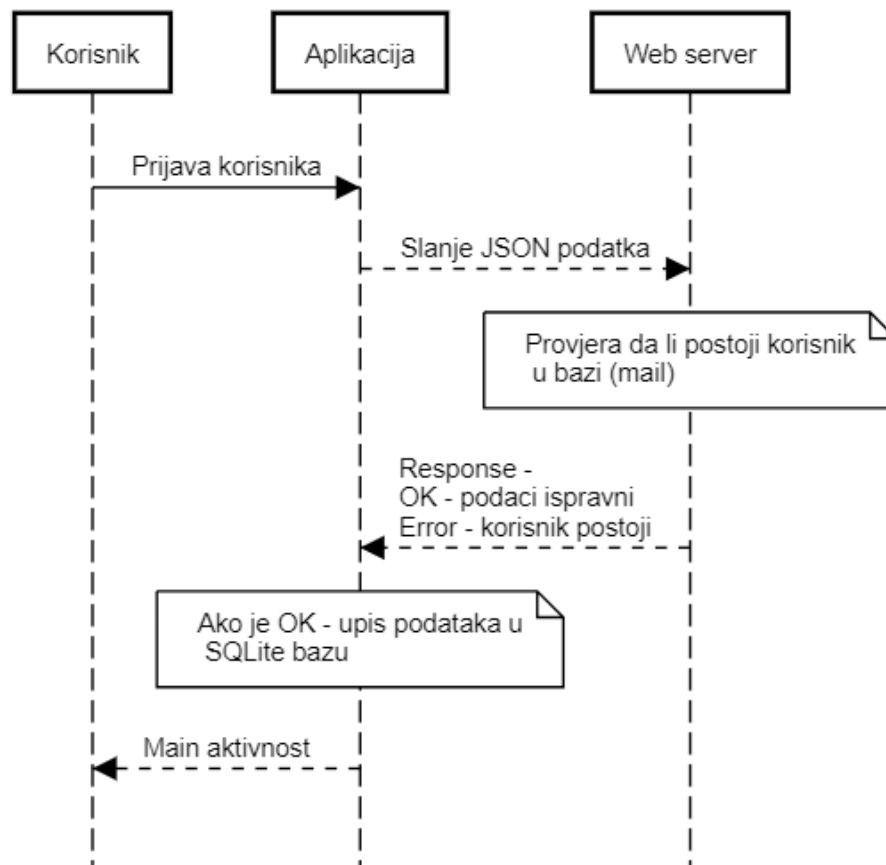 Korisnik
Aplikacija
Web server
Prijava korisnika
Slanje JSON podatka
Provjera da li postoji korisnik
u bazi (mail)
Response -
OK - podaci ispravni
Error - korisnik postoji
Ako je OK - upis podataka u
SQLite bazu
Main aktivnost